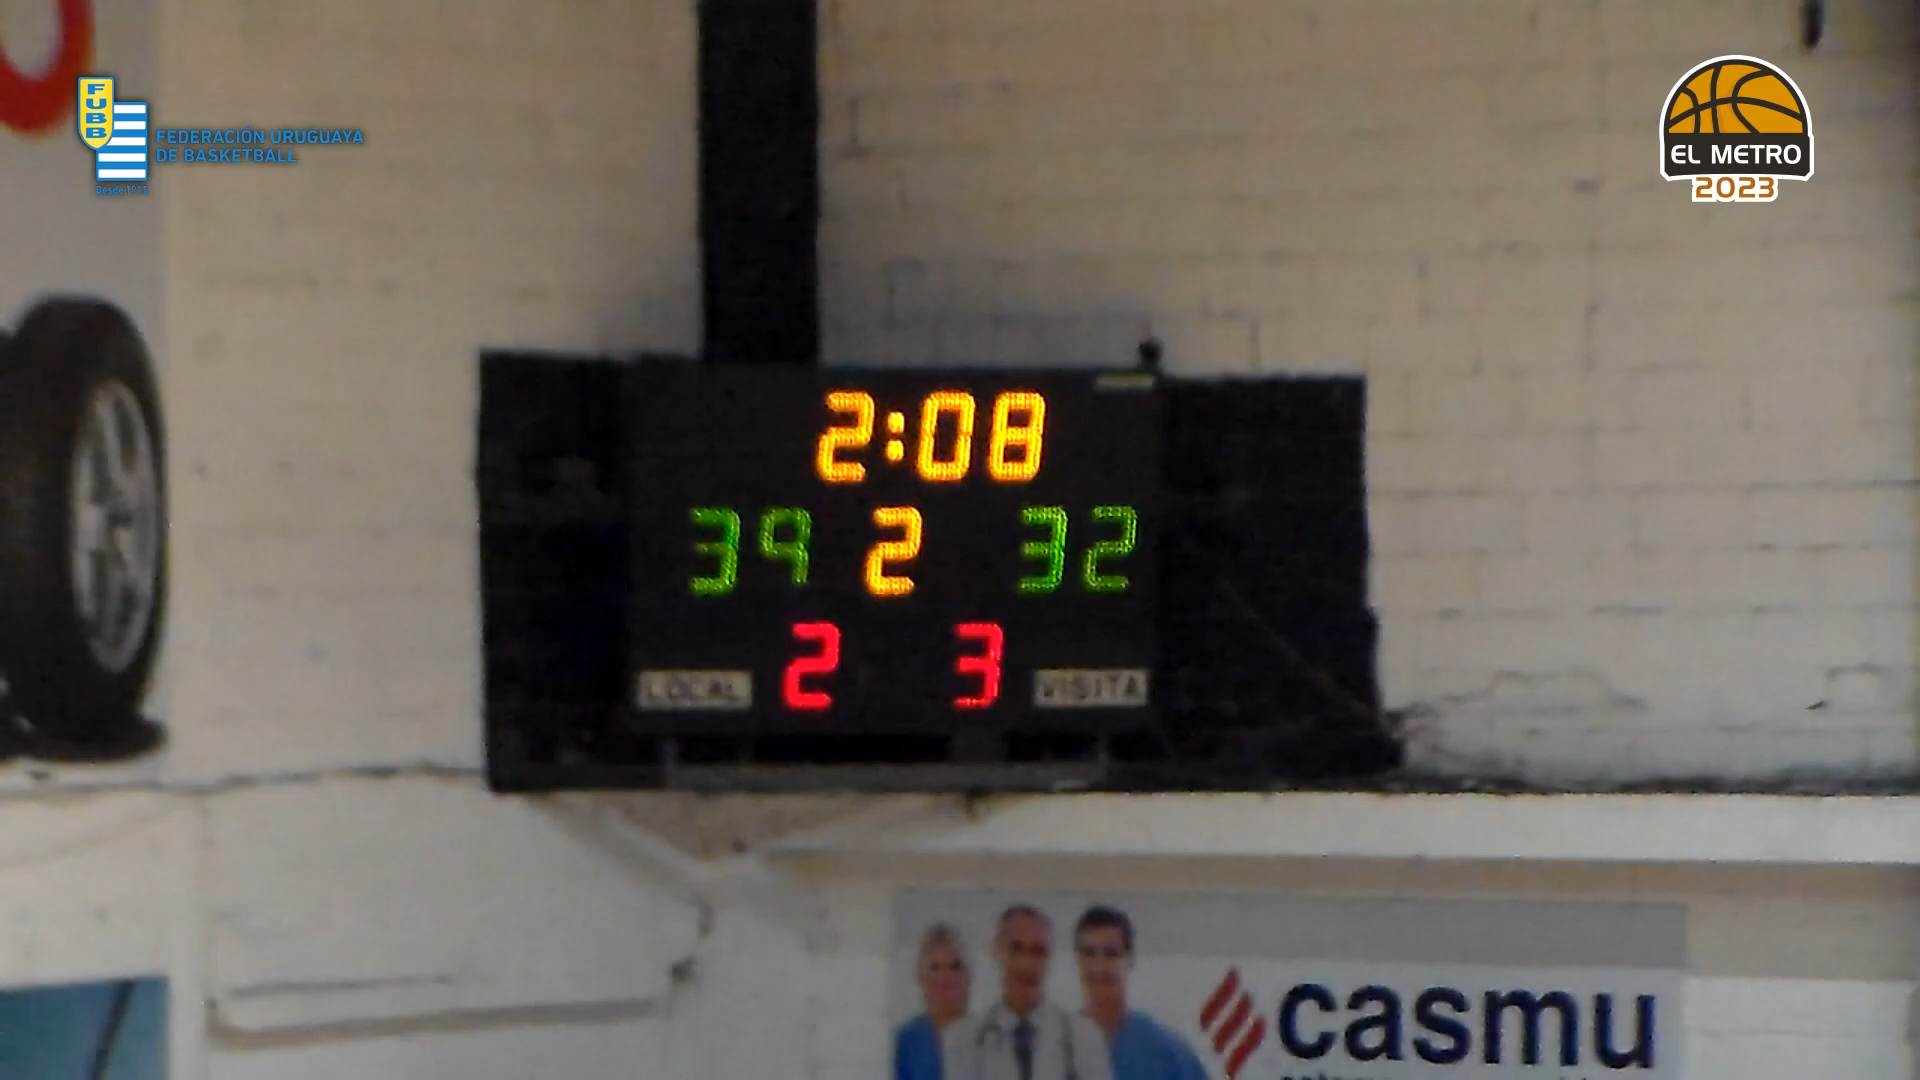 FUBB
FEDERACIÓN URUGUAYA
DE BASKETBALL
Desde 1915
EL METRO
2023
2:08
39 2 32
2 3
LOCAL VISITA
casmu